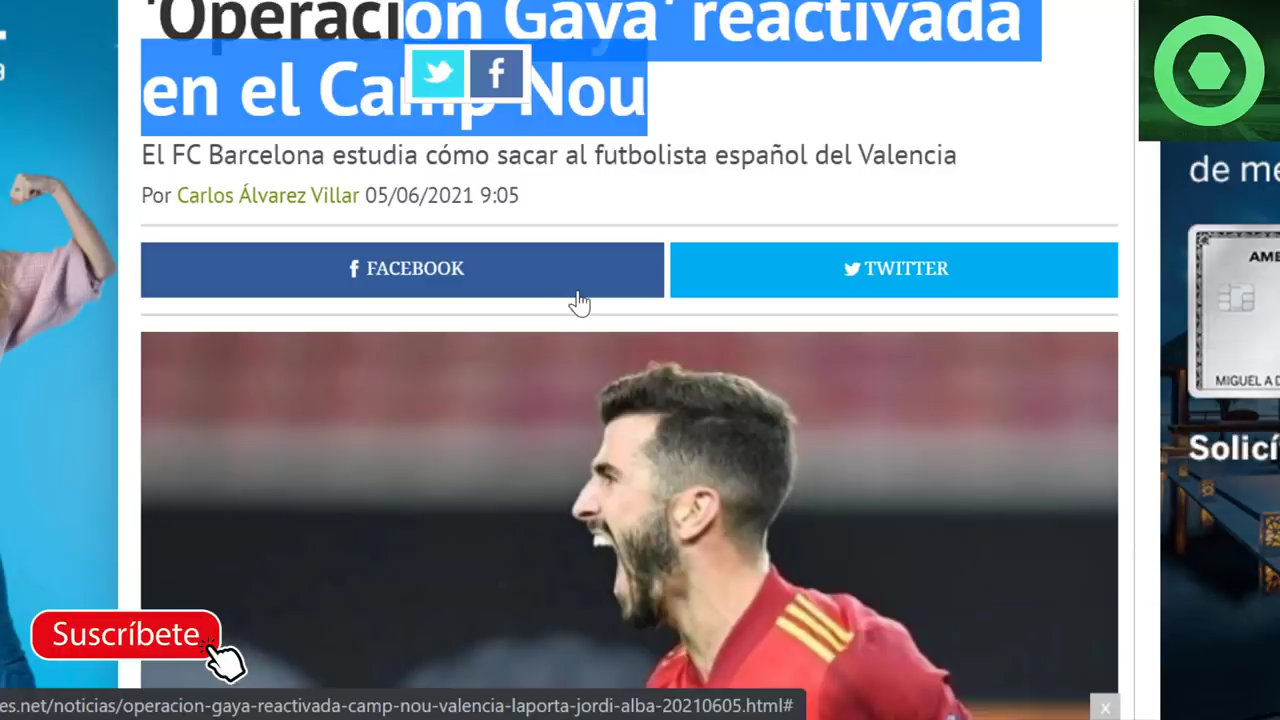 'Operación Gayà' reactivada
en el Camp Nou
El FC Barcelona estudia cómo sacar al futbolista español del Valencia
Por Carlos Álvarez Villar 05/06/2021 9:05
FACEBOOK
TWITTER
de me
AME
MIGUEL A D
Solicí
Suscríbete
es.net/noticias/operacion-gaya-reactivada-camp-nou-valencia-laporta-jordi-alba-20210605.html#
x